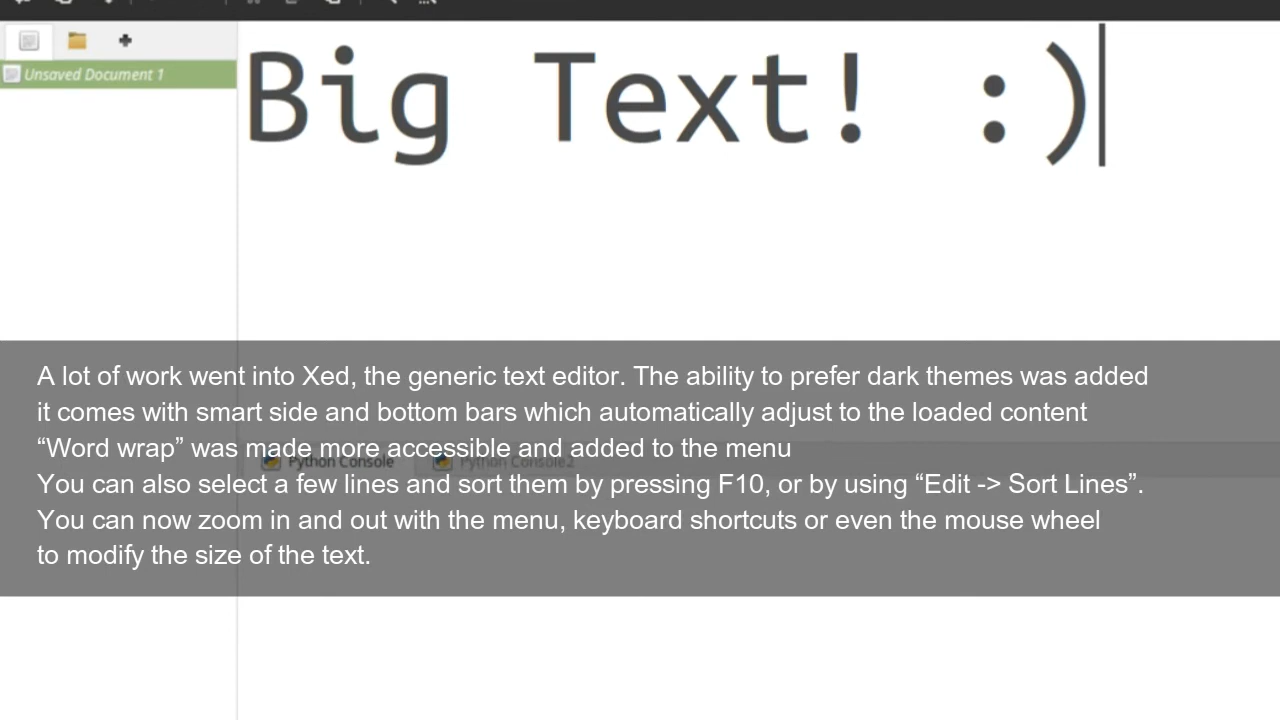 Unsaved Document 1
Big Text! :)
A lot of work went into Xed, the generic text editor. The ability to prefer dark themes was added
it comes with smart side and bottom bars which automatically adjust to the loaded content
“Word wrap” was made more accessible and added to the menu
Python Console Python Console2
You can also select a few lines and sort them by pressing F10, or by using “Edit -> Sort Lines”.
You can now zoom in and out with the menu, keyboard shortcuts or even the mouse wheel
to modify the size of the text.